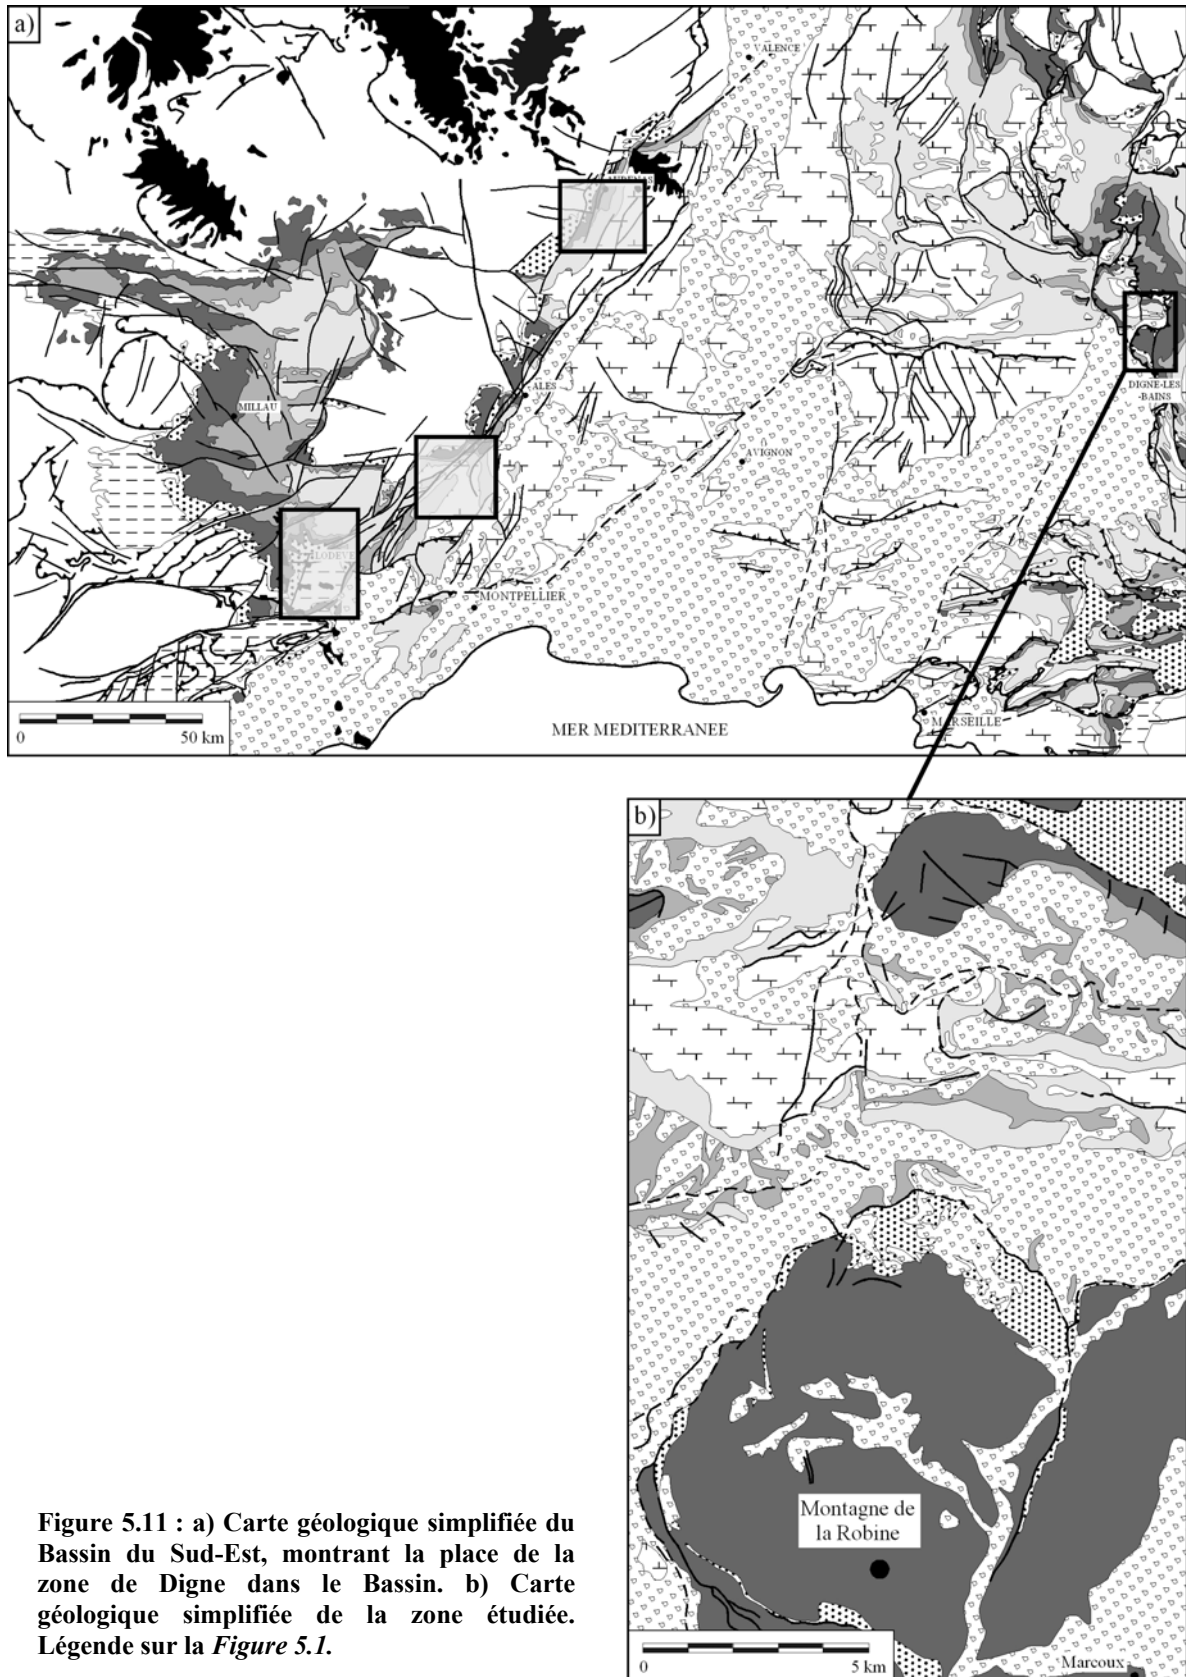 a)
VALENCE
AUBENAS
MILLAU
ALES
AVIGNON
DIGNE-LES
-BAINS
LODEVE
MONTPELLIER
MARSEILLE
MER MEDITERRANEE
0 50 km
b)
Montagne de
la Robine
Marcoux
0 5 km
Figure 5.11 : a) Carte géologique simplifiée du
Bassin du Sud-Est, montrant la place de la
zone de Digne dans le Bassin. b) Carte
géologique simplifiée de la zone étudiée.
Légende sur la Figure 5.1.